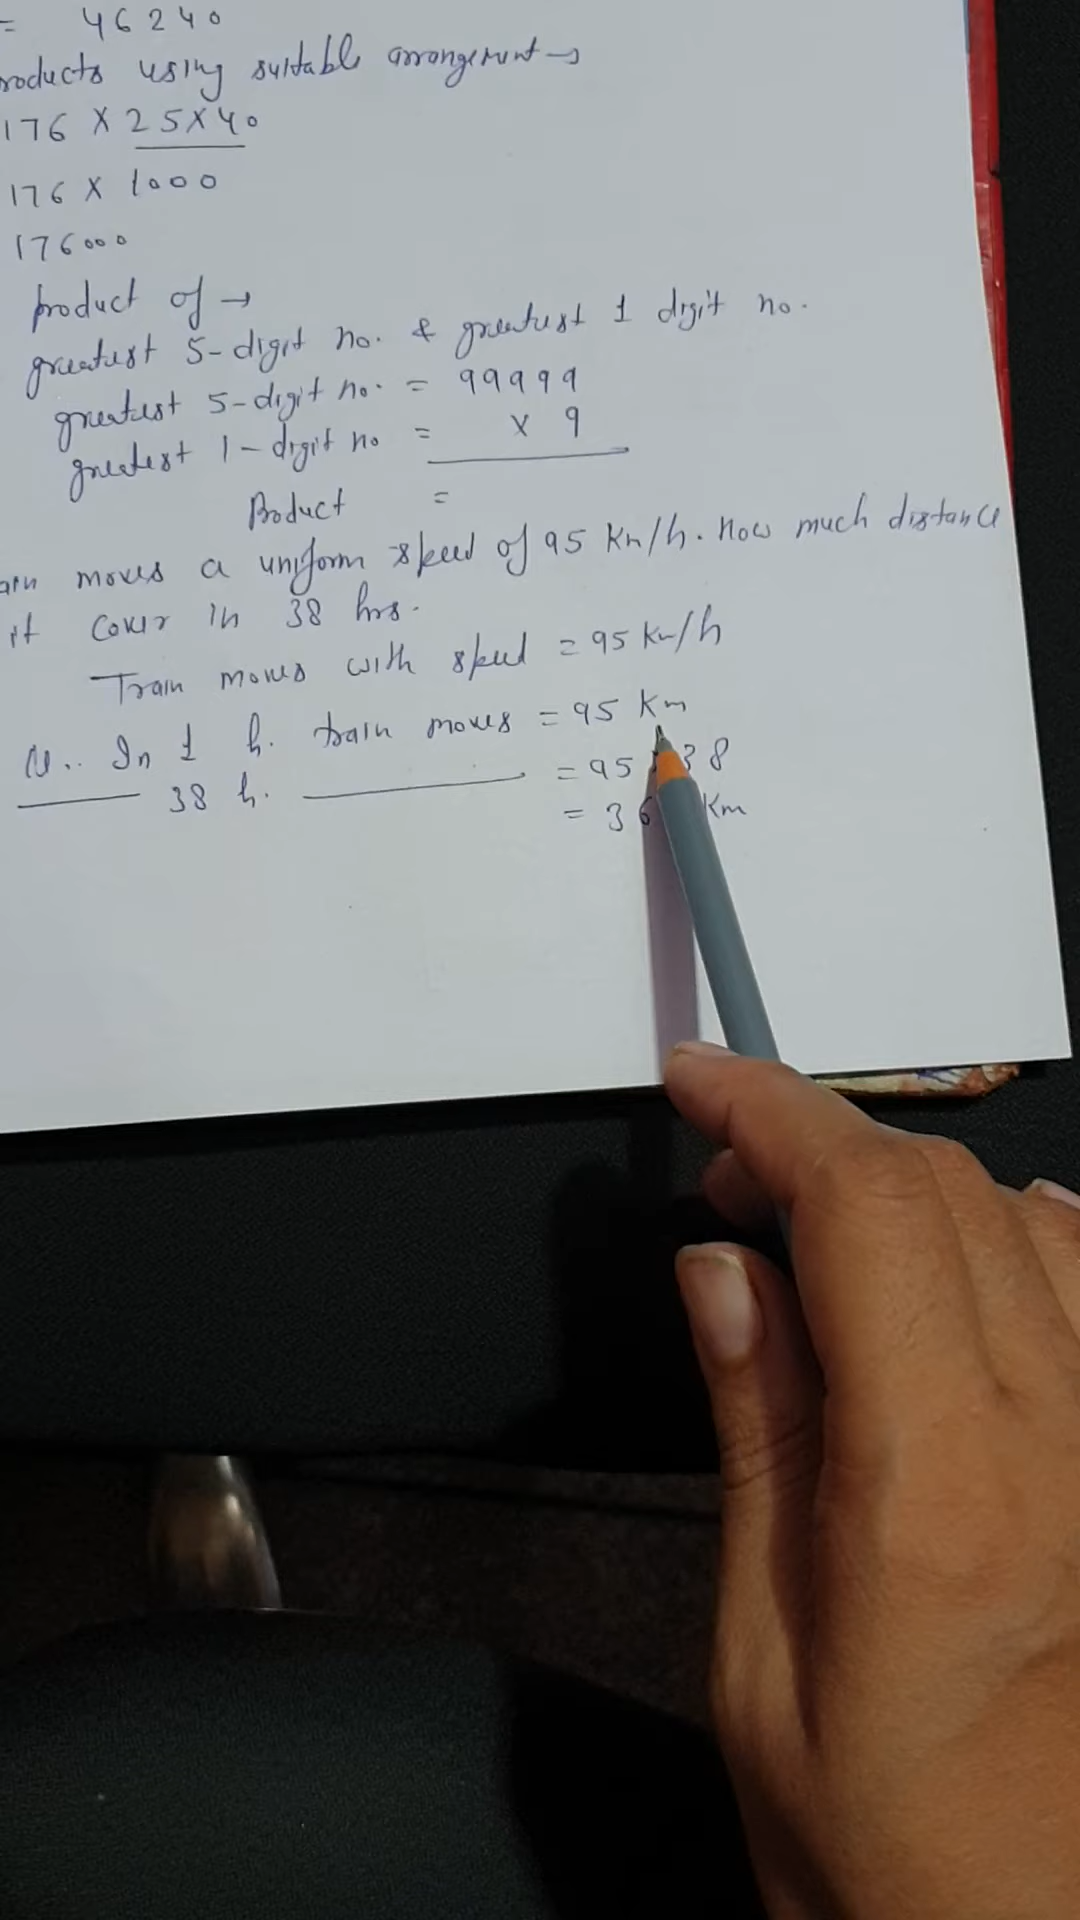 = 46240
roducts using suitable arrangement →
176 × 25×40
176 × 1000
176000
product of →
greatest 5-digit no. & greatest 1 digit no.
greatest 5-digit no. = 99999
greatest 1-digit no = × 9
Product =
ain moves a uniform speed of 95 Km/h. How much distance
it cover in 38 hrs.
Train moves with speed = 95 Km/h
In 1 h. train moves = 95 Km
38 h. = 95 38
= 36 Km